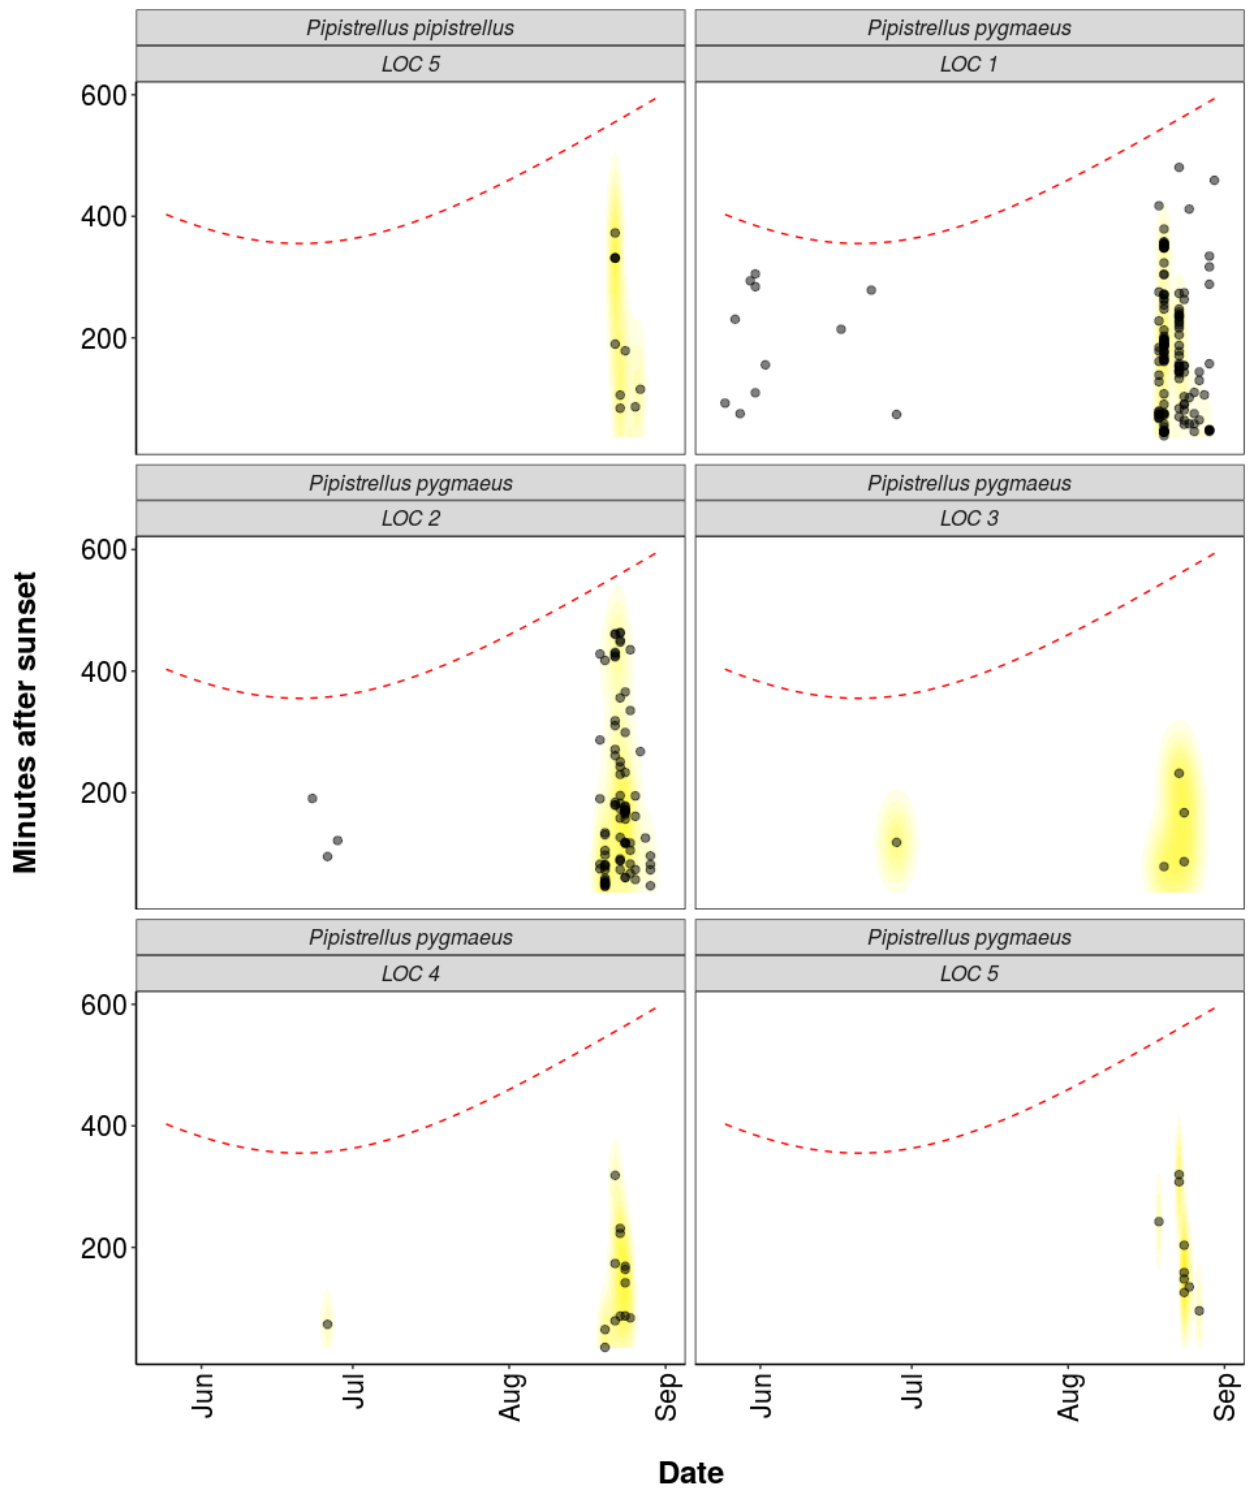 Pipistrellus pipistrellus
LOC 5
Pipistrellus pygmaeus
LOC 1
600
400
200
Pipistrellus pygmaeus
LOC 2
Pipistrellus pygmaeus
LOC 3
600
400
200
Minutes after sunset
Pipistrellus pygmaeus
LOC 4
Pipistrellus pygmaeus
LOC 5
600
400
200
Jun
Jul
Aug
Sep
Jun
Jul
Aug
Sep
Date